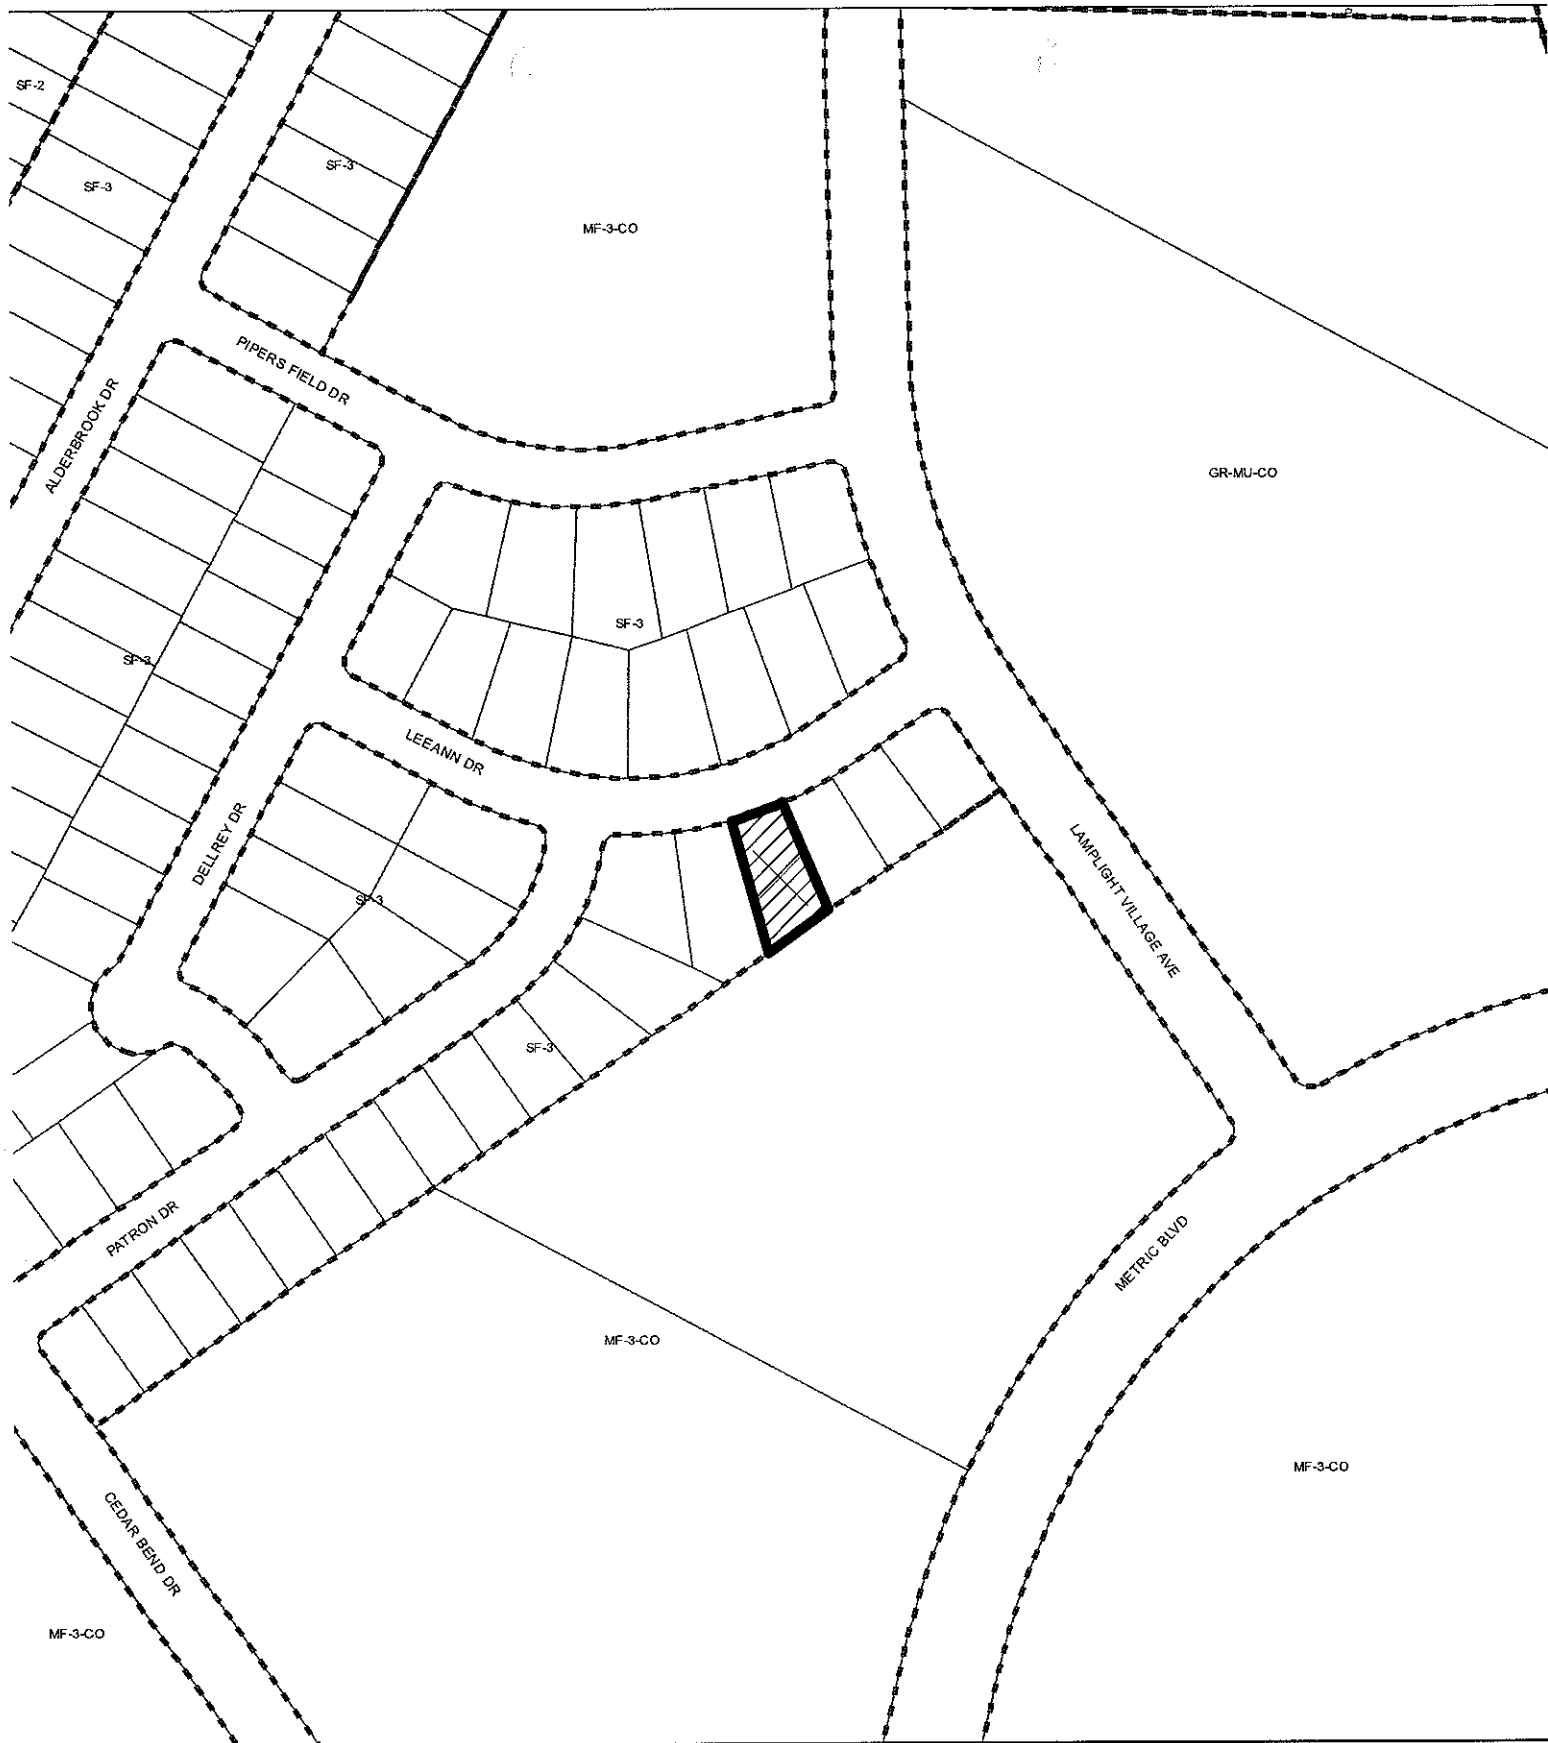 P
SF-2
SF-3
SF-3
MF-3-CO
PIPERS FIELD DR
ALDERBROOK DR
GR-MU-CO
SF-3
SF-3
LEEANN DR
DELLREY DR
SF-3
LAMPLIGHT VILLAGE AVE
SF-3
PATRON DR
METRIC BLVD
MF-3-CO
MF-3-CO
CEDAR BEND DR
MF-3-CO